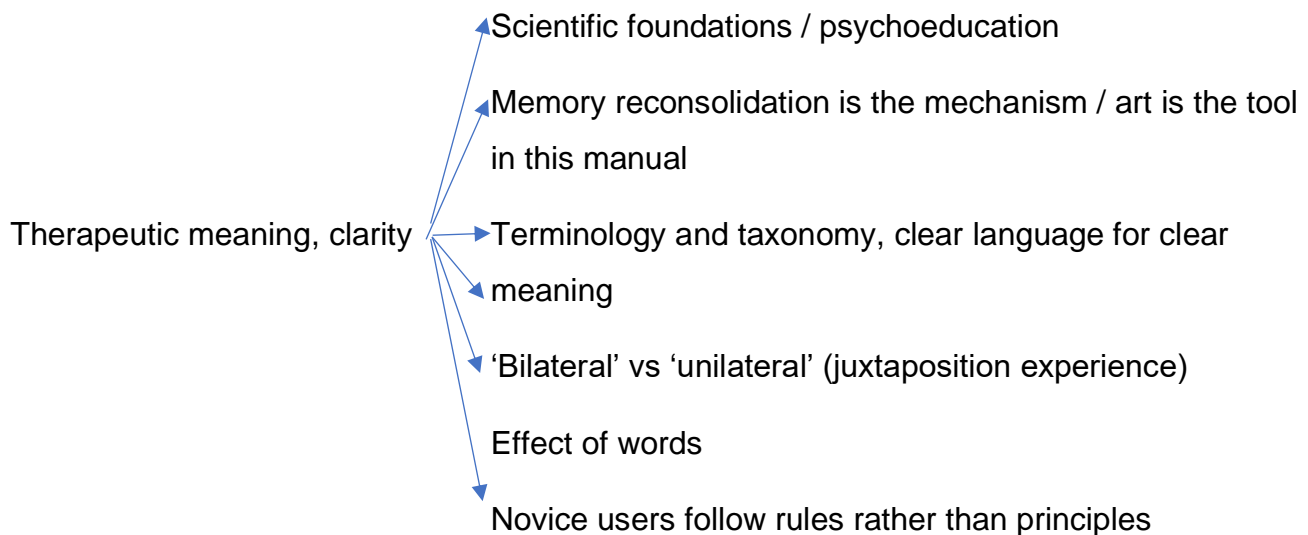 Scientific foundations / psychoeducation
Memory reconsolidation is the mechanism / art is the tool
in this manual
Therapeutic meaning, clarity
Terminology and taxonomy, clear language for clear
meaning
‘Bilateral’ vs ‘unilateral’ (juxtaposition experience)
Effect of words
Novice users follow rules rather than principles